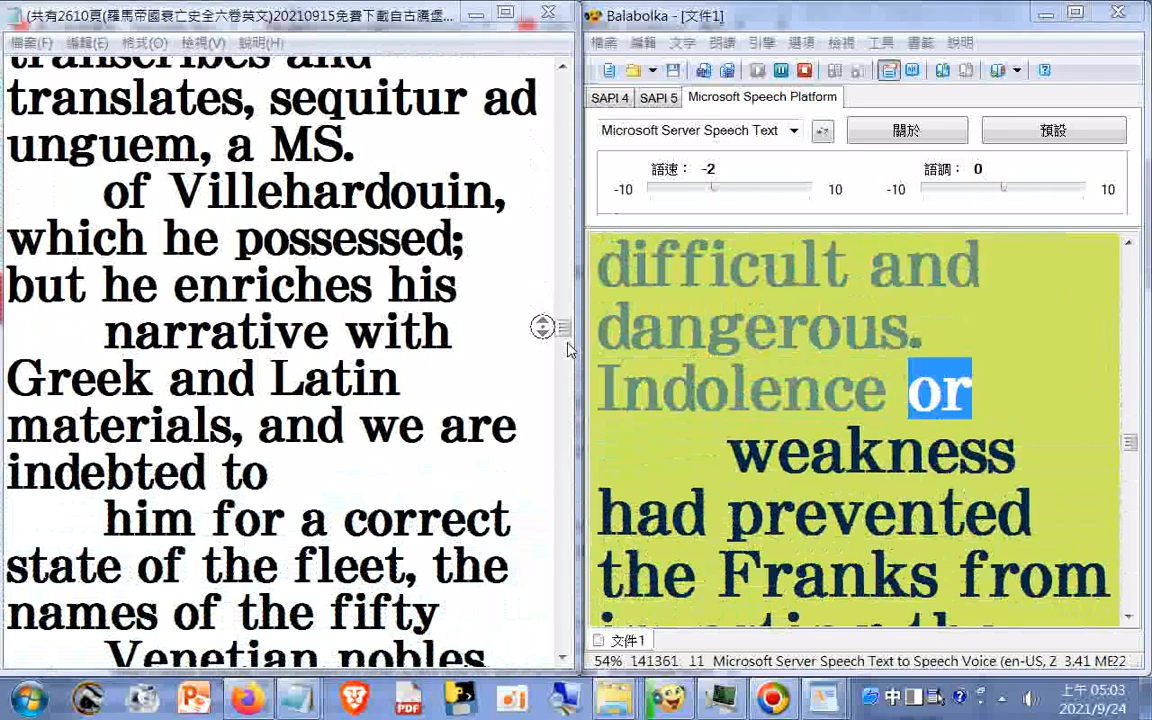 (共有2610頁(羅馬帝國衰亡史全六卷英文)20210915免費下載自古騰堡...
檔案(F) 編輯(E) 格式(O) 檢視(V) 說明(H)
transcribes and
translates, sequitur ad
unguem, a MS.
of Villehardouin,
which he possessed;
but he enriches his
narrative with
Greek and Latin
materials, and we are
indebted to
him for a correct
state of the fleet, the
names of the fifty
Venetian nobles
Balabolka - [文件1]
檔案 編輯 文字 朗讀 引擎 選項 檢視 工具 書籤 說明
SAPI 4 SAPI 5 Microsoft Speech Platform
Microsoft Server Speech Text 關於 預設
語速： -2 語調： 0
-10 10 -10 10
difficult and
dangerous.
Indolence or
weakness
had prevented
the Franks from
文件1
54% 141361 11 Microsoft Server Speech Text to Speech Voice (en-US, Z 3.41 ME22
PDF 中 上午 05:03
2021/9/24